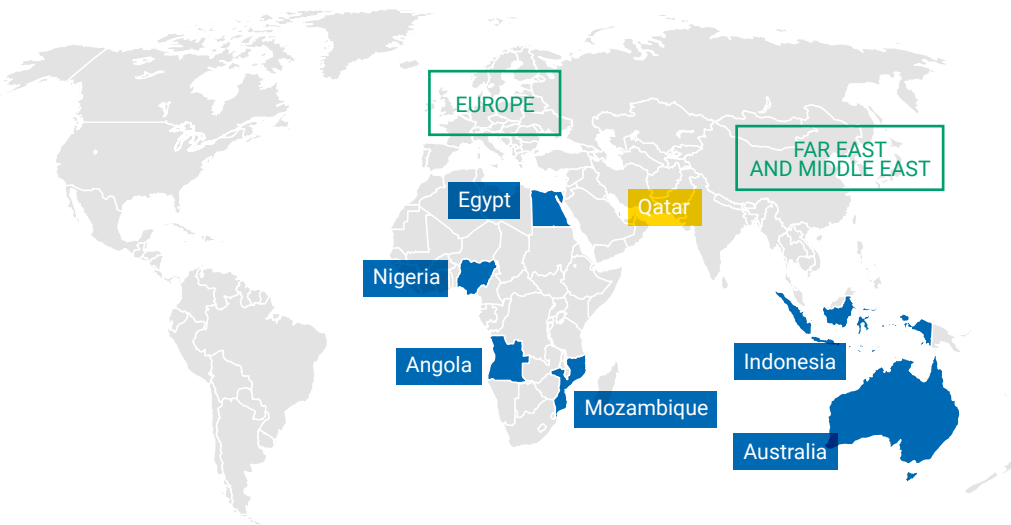 EUROPE
FAR EAST
AND MIDDLE EAST
Egypt
Qatar
Nigeria
Angola
Indonesia
Mozambique
Australia